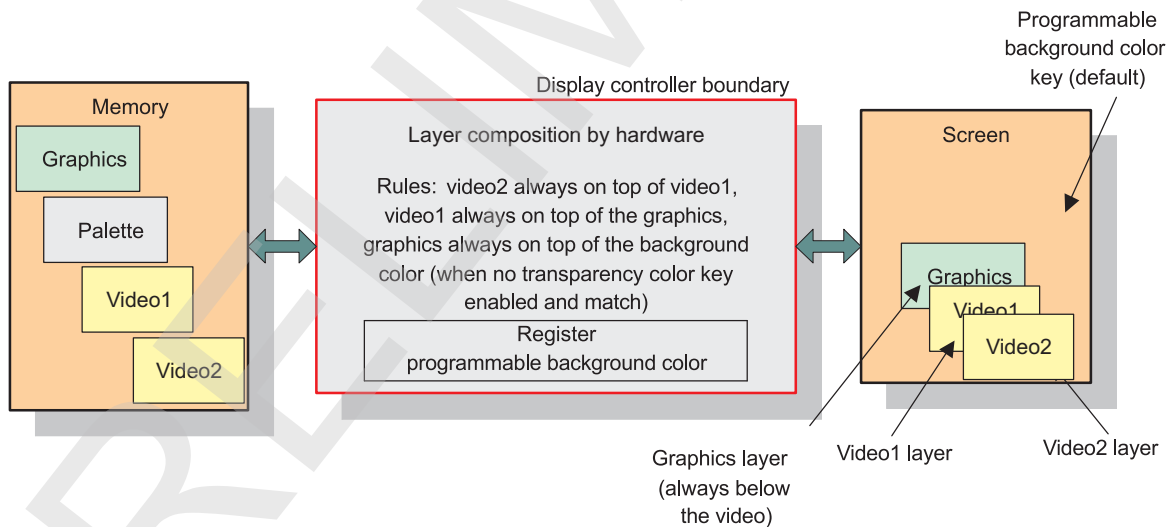 Programmable
background color
key (default)
Display controller boundary
Memory
Graphics
Palette
Video1
Video2
Layer composition by hardware
Rules: video2 always on top of video1,
video1 always on top of the graphics,
graphics always on top of the background
color (when no transparency color key
enabled and match)
Register
programmable background color
Screen
Graphics
Video1
Video2
Graphics layer
(always below
the video)
Video1 layer
Video2 layer
RELIM